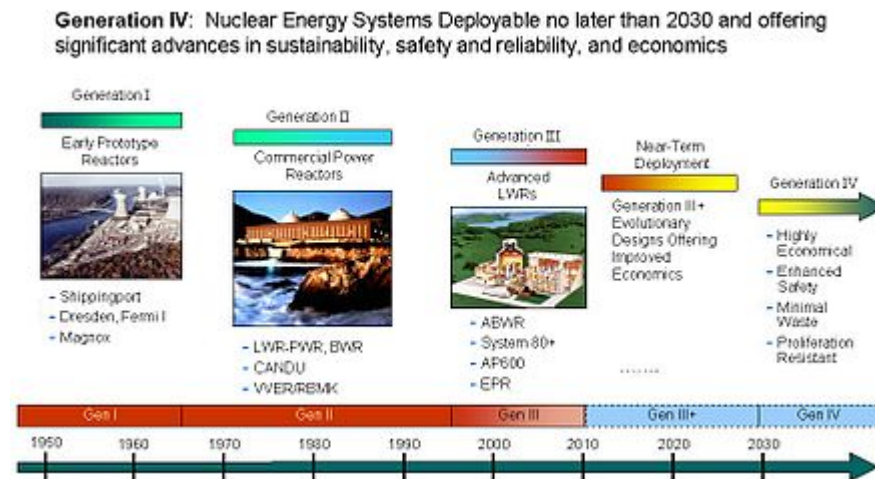 Generation IV: Nuclear Energy Systems Deployable no later than 2030 and offering
significant advances in sustainability, safety and reliability, and economics
Generation I
Early Prototype
Reactors
- Shippingport
- Dresden, Fermi I
- Magnox
Generation II
Commercial Power
Reactors
- LWR-PWR, BWR
- CANDU
- VVER/RBMK
Generation III
Advanced
LWRs
- ABWR
- System 80+
- AP600
- EPR
Near-Term
Deployment
Generation III+
Evolutionary
Designs Offering
Improved
Economics
Generation IV
- Highly
Economical
- Enhanced
Safety
- Minimal
Waste
- Proliferation
Resistant
.......
Gen I Gen II Gen III Gen III+ Gen IV
1950 1960 1970 1980 1990 2000 2010 2020 2030